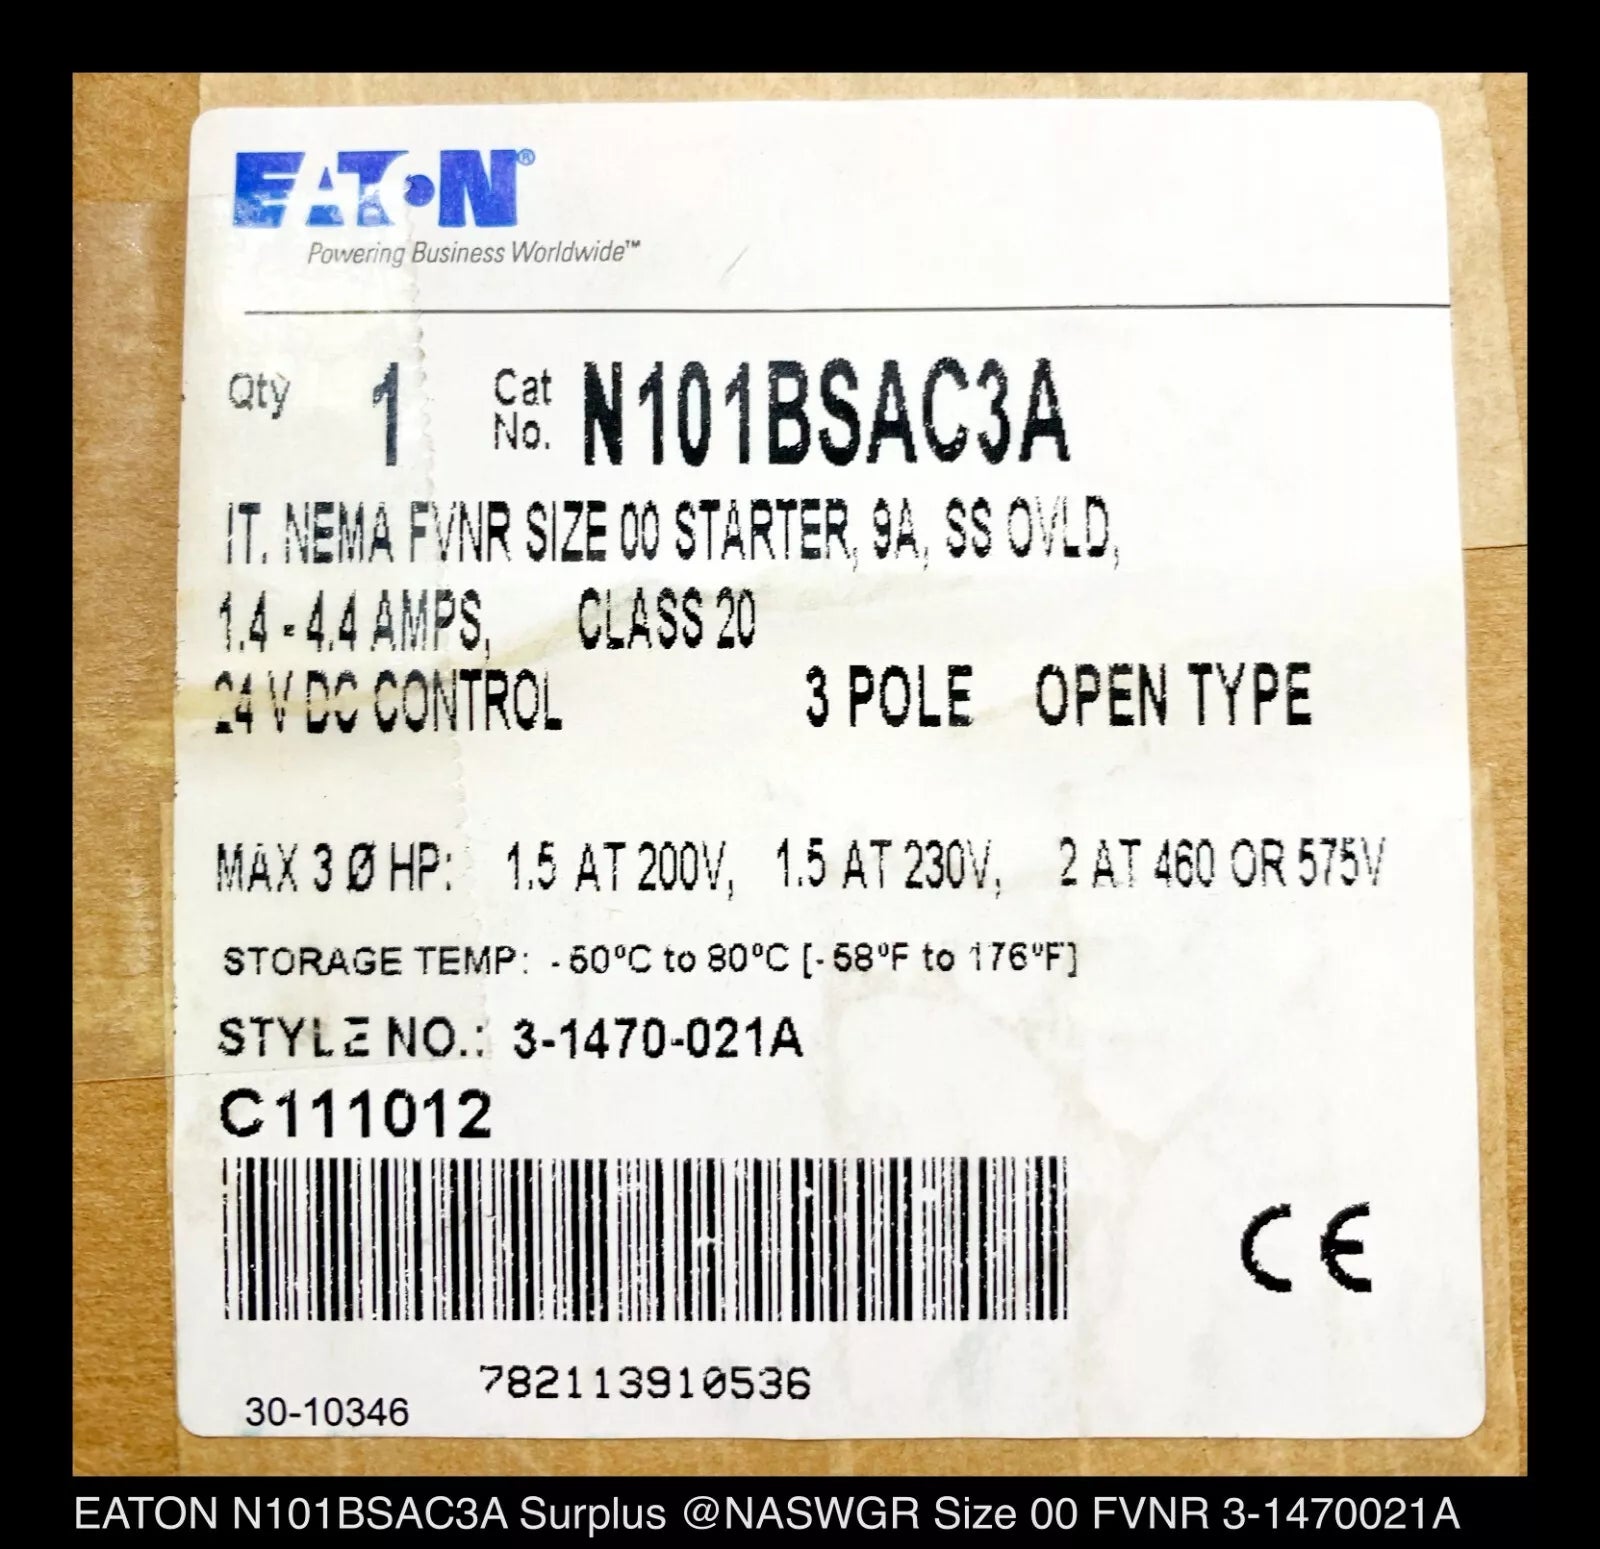 EATON®
Powering Business Worldwide™
Qty 1 Cat No. N101BSAC3A
IT. NEMA FVNR SIZE 00 STARTER, 9A, SS OVLD,
1.4 - 4.4 AMPS, CLASS 20
24 V DC CONTROL 3 POLE OPEN TYPE
MAX 3 Ø HP: 1.5 AT 200V, 1.5 AT 230V, 2 AT 460 OR 575V
STORAGE TEMP: -50°C to 80°C [-58°F to 176°F]
STYLE NO.: 3-1470-021A
C111012
CE
782113910536
30-10346
EATON N101BSAC3A Surplus @NASWGR Size 00 FVNR 3-1470021A